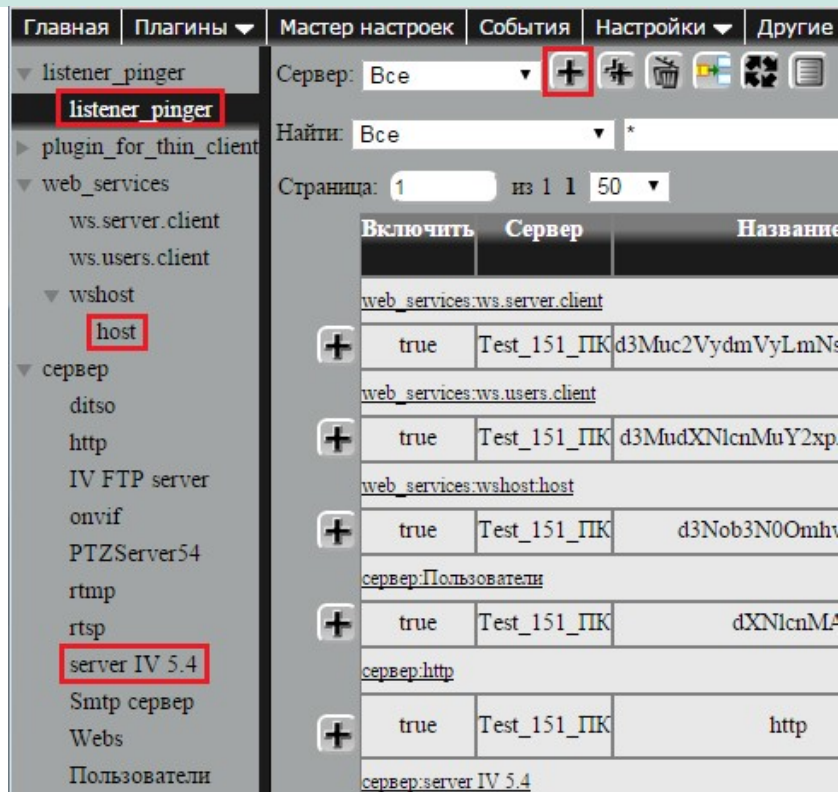 Главная Плагины Мастер настроек События Настройки Другие
listener_pinger
listener_pinger
plugin_for_thin_client
web_services
ws.server.client
ws.users.client
wshost
host
сервер
ditso
http
IV FTP server
onvif
PTZServer54
rtmp
rtsp
server IV 5.4
Smtp сервер
Webs
Пользователи
Сервер: Все
Найти: Все *
Страница: 1 из 1 1 50
Включить Сервер Название
web_services:ws.server.client
true Test_151_ПК d3Muc2VydmVyLmNs
web_services:ws.users.client
true Test_151_ПК d3MudXNlcnMuY2xp
web_services:wshost:host
true Test_151_ПК d3Nob3N0Omhv
сервер:Пользователи
true Test_151_ПК dXNlcnMA
сервер:http
true Test_151_ПК http
сервер:server IV 5.4